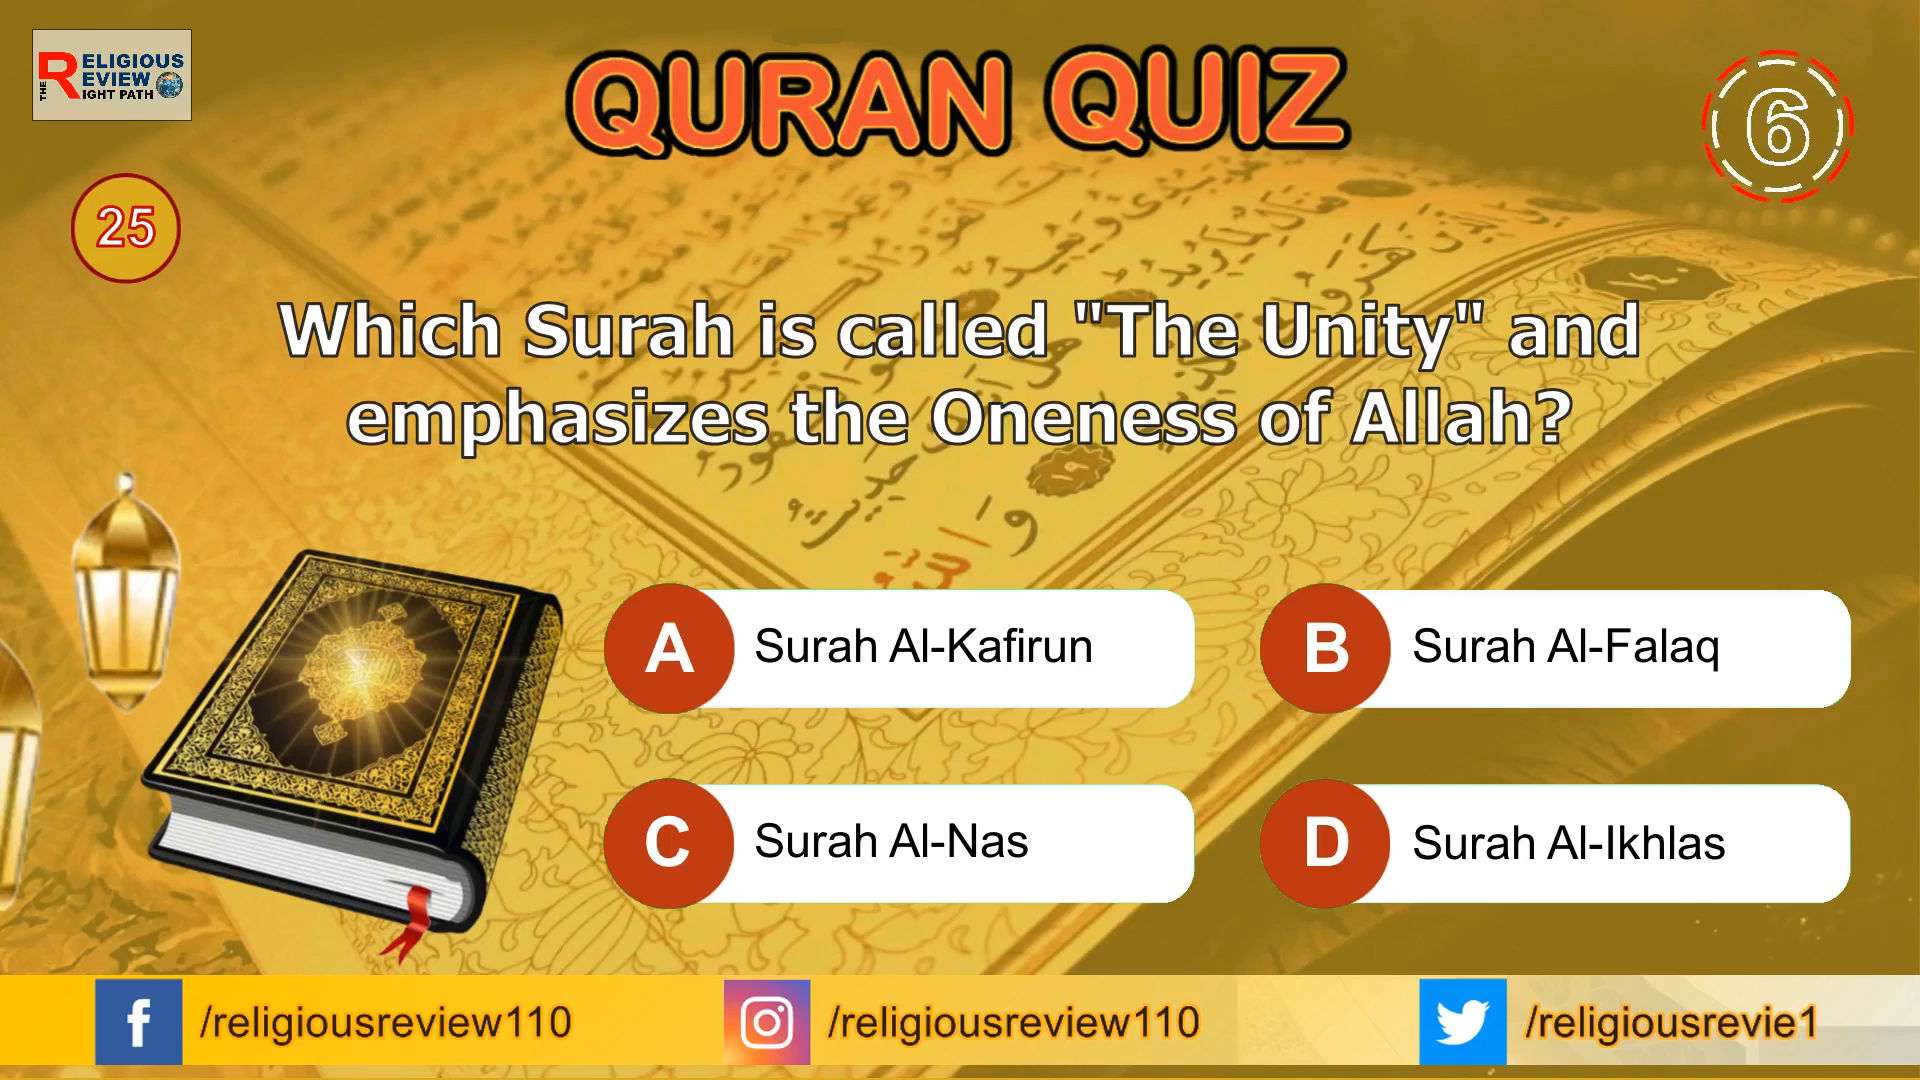 THE RELIGIOUS
REVIEW
RIGHT PATH
QURAN QUIZ
6
25
Which Surah is called "The Unity" and
emphasizes the Oneness of Allah?
A Surah Al-Kafirun
B Surah Al-Falaq
C Surah Al-Nas
D Surah Al-Ikhlas
/religiousreview110
/religiousreview110
/religiousrevie1